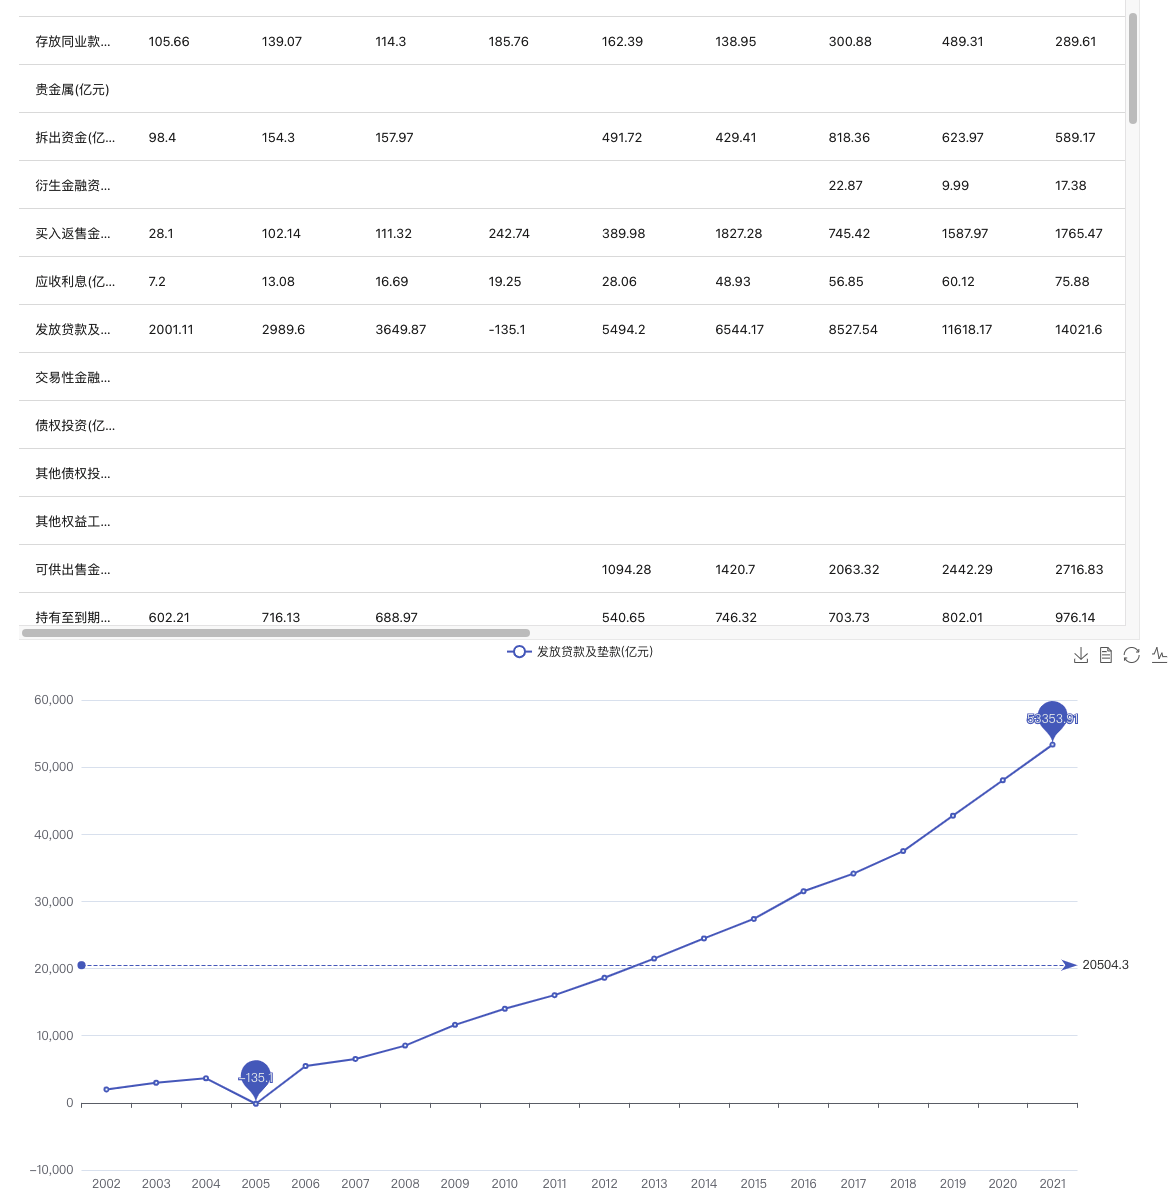 存放同业款... 105.66 139.07 114.3 185.76 162.39 138.95 300.88 489.31 289.61
贵金属(亿元)
拆出资金(亿... 98.4 154.3 157.97 491.72 429.41 818.36 623.97 589.17
衍生金融资... 22.87 9.99 17.38
买入返售金... 28.1 102.14 111.32 242.74 389.98 1827.28 745.42 1587.97 1765.47
应收利息(亿... 7.2 13.08 16.69 19.25 28.06 48.93 56.85 60.12 75.88
发放贷款及... 2001.11 2989.6 3649.87 -135.1 5494.2 6544.17 8527.54 11618.17 14021.6
交易性金融...
债权投资(亿...
其他债权投...
其他权益工...
可供出售金... 1094.28 1420.7 2063.32 2442.29 2716.83
持有至到期... 602.21 716.13 688.97 540.65 746.32 703.73 802.01 976.14
发放贷款及垫款(亿元)
60,000
53353.91
50,000
40,000
30,000
20,000
20504.3
10,000
-135.1
0
-10,000
2002 2003 2004 2005 2006 2007 2008 2009 2010 2011 2012 2013 2014 2015 2016 2017 2018 2019 2020 2021